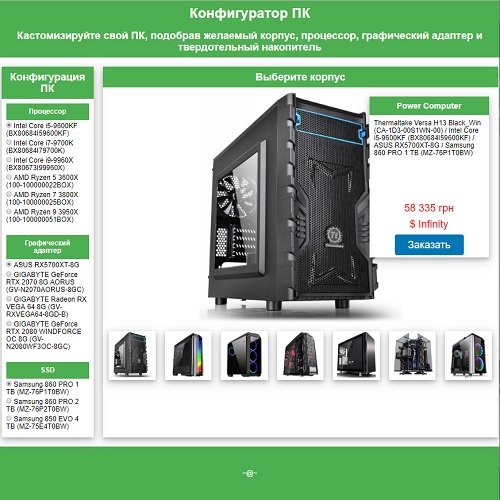 Конфигуратор ПК
Кастомизируйте свой ПК, подобрав желаемый корпус, процессор, графический адаптер и
твердотельный накопитель
Конфигурация
ПК
Процессор
Intel Core i5-9600KF
(BX80684I59600KF)
Intel Core i7-9700K
(BX80684I79700K)
Intel Core i9-9960X
(BX80673I99960X)
AMD Ryzen 5 3600X
(100-100000022BOX)
AMD Ryzen 7 3800X
(100-100000025BOX)
AMD Ryzen 9 3950X
(100-100000051BOX)
Графический
адаптер
ASUS RX5700XT-8G
GIGABYTE GeForce
RTX 2070 8G AORUS
(GV-N2070AORUS-8GC)
GIGABYTE Radeon RX
VEGA 64 8G (GV-
RXVEGA64-8GD-B)
GIGABYTE GeForce
RTX 2080 WINDFORCE
OC 8G (GV-
N2080WF3OC-8GC)
SSD
Samsung 860 PRO 1
TB (MZ-76P1T0BW)
Samsung 860 PRO 2
TB (MZ-76P2T0BW)
Samsung 850 EVO 4
TB (MZ-75E4T0BW)
Выберите корпус
Power Computer
Thermaltake Versa H13 Black_Win
(CA-1D3-00S1WN-00) / Intel Core
i5-9600KF (BX80684I59600KF) /
ASUS RX5700XT-8G / Samsung
860 PRO 1 TB (MZ-76P1T0BW)
58 335 грн
$ Infinity
Заказать
~@~